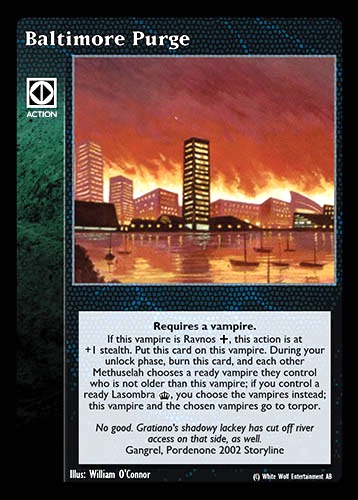 Baltimore Purge
ACTION
Requires a vampire.
If this vampire is Ravnos, this action is at
+1 stealth. Put this card on this vampire. During your
unlock phase, burn this card, and each other
Methuselah chooses a ready vampire they control
who is not older than this vampire; if you control a
ready Lasombra, you choose the vampires instead;
this vampire and the chosen vampires go to torpor.
No good. Gratiano's shadowy lackey has cut off river
access on that side, as well.
Gangrel, Pordenone 2002 Storyline
Illus: William O'Connor
(C) White Wolf Entertainment AB